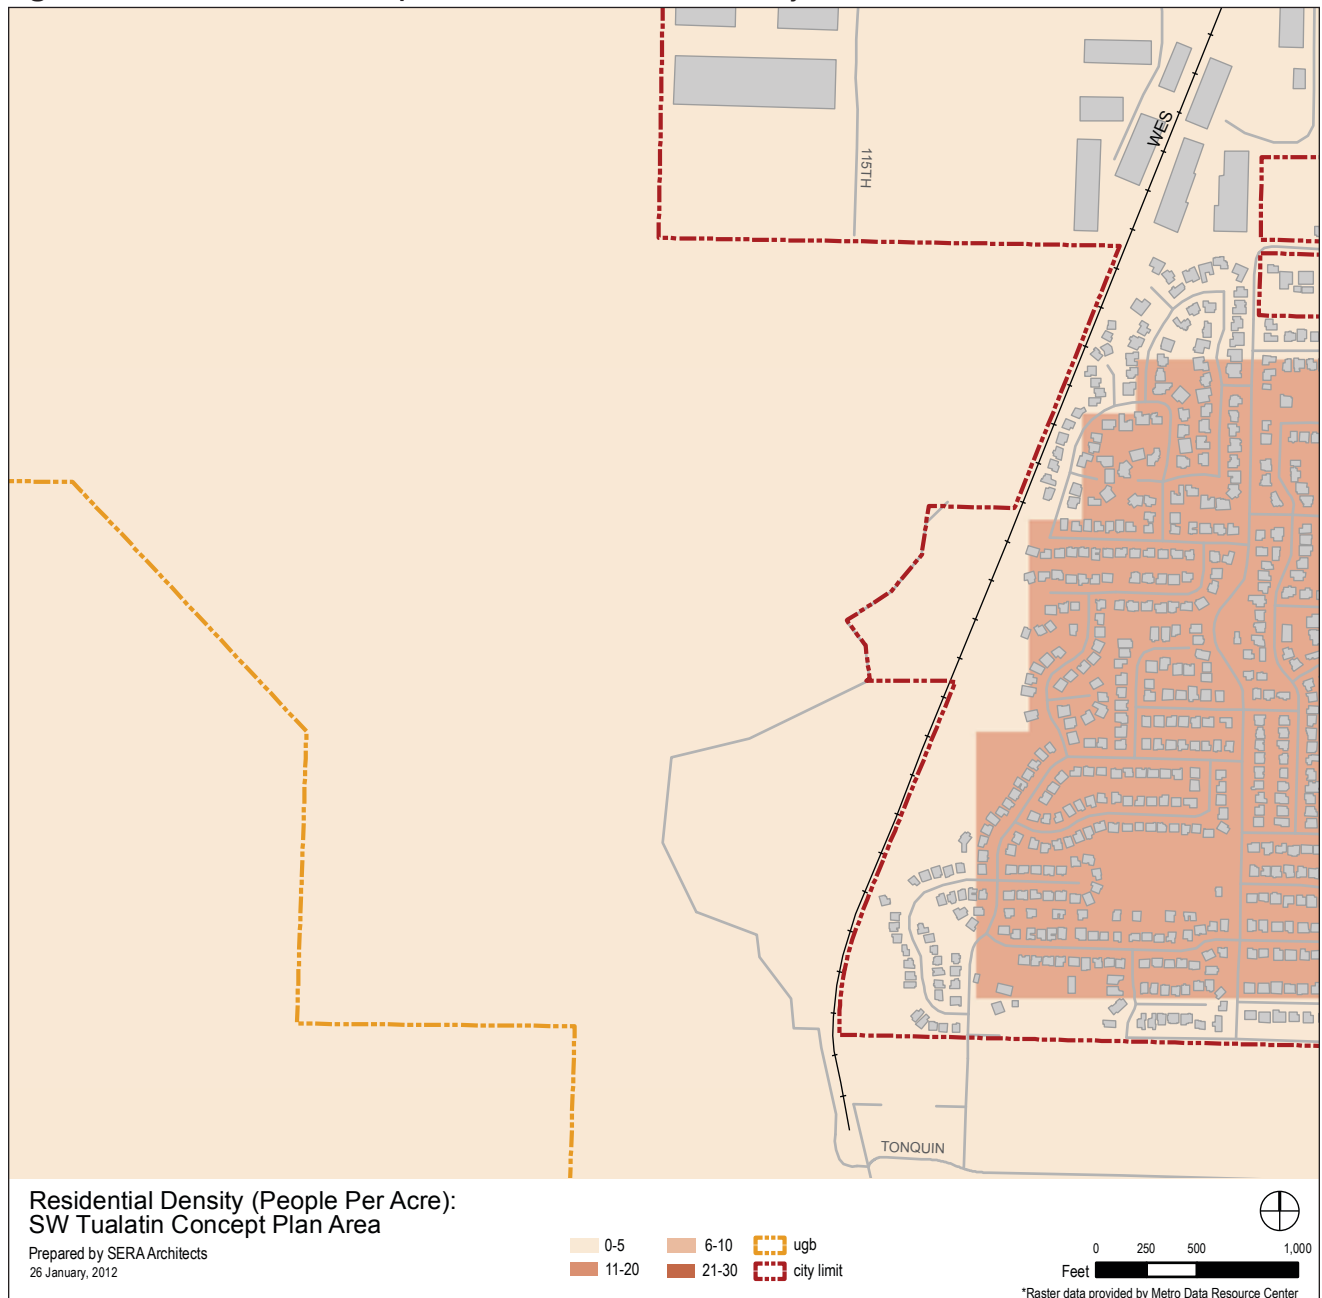 115TH
WES
TONQUIN
Residential Density (People Per Acre):
SW Tualatin Concept Plan Area
Prepared by SERA Architects
26 January, 2012
0-5
6-10
ugb
11-20
21-30
city limit
0 250 500 1,000
Feet
*Raster data provided by Metro Data Resource Center